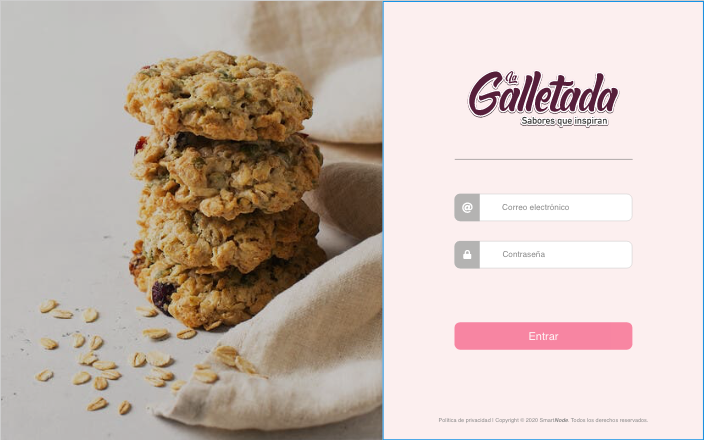 La
Galletada
Sabores que inspiran
@
Correo electrónico
Contraseña
Entrar
Política de privacidad | Copyright © 2020 SmartNode. Todos los derechos reservados.